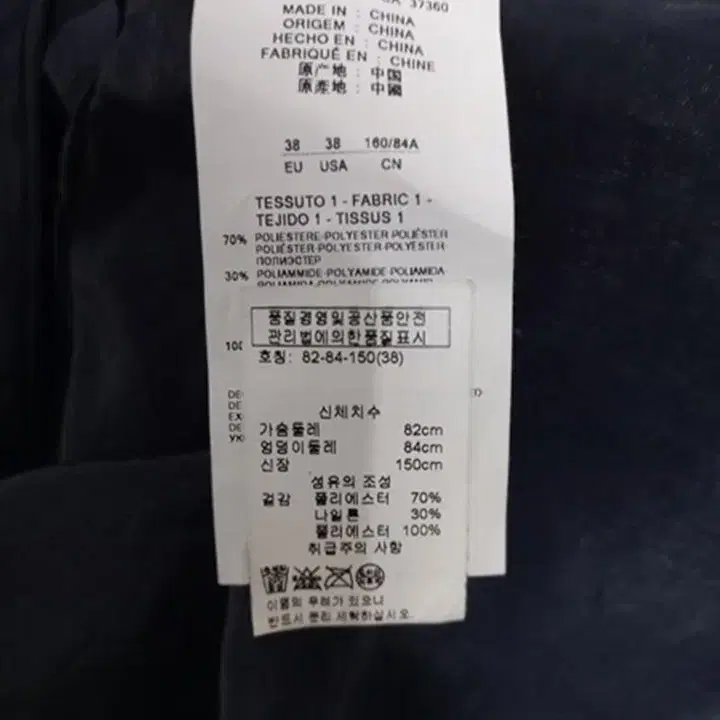 37360
MADE IN : CHINA
ORIGEM : CHINA
HECHO EN : CHINA
FABRIQUÉ EN : CHINE
原产地 : 中国
原產地 : 中國
38 38 160/84A
EU USA CN
TESSUTO 1 - FABRIC 1 -
TEJIDO 1 - TISSUS 1
70% POLIESTERE-POLYESTER POLIÉSTER
POLIÉSTER-POLYESTER-POLYESTER
ПОЛИЭСТЕР
30% POLIAMMIDE-POLYAMIDE-POLIAMIDA
품질경영및공산품안전
관리법에의한품질표시
호칭: 82-84-150(38)
신체치수
가슴둘레 82cm
엉덩이둘레 84cm
신장 150cm
섬유의 조성
겉감 폴리에스터 70%
나일론 30%
폴리에스터 100%
취급주의 사항
이염의 우려가 있으니
반드시 분리 세탁하십시오.